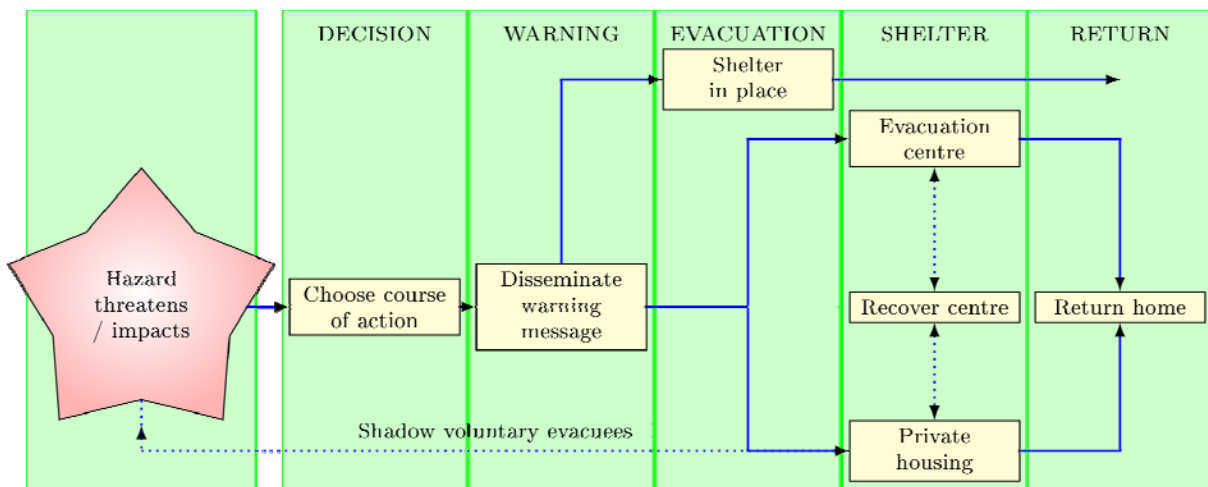 DECISION
WARNING
EVACUATION
SHELTER
RETURN
Shelter
in place
Evacuation
centre
Hazard
threatens
/ impacts
Choose course
of action
Disseminate
warning
message
Recover centre
Return home
Shadow voluntary evacuees
Private
housing